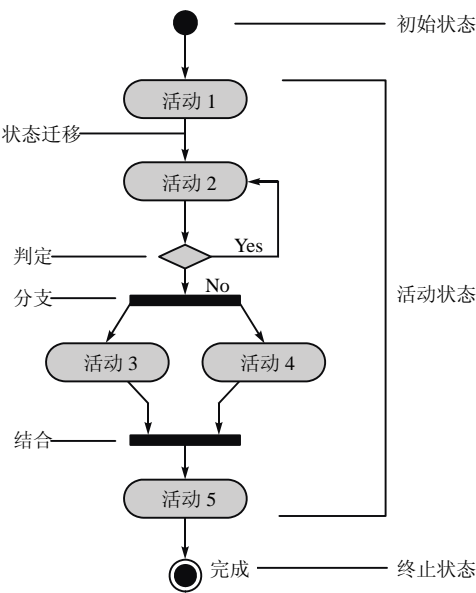 初始状态
活动 1
状态迁移
活动 2
判定
Yes
No
分支
活动状态
活动 3
活动 4
结合
活动 5
完成
终止状态